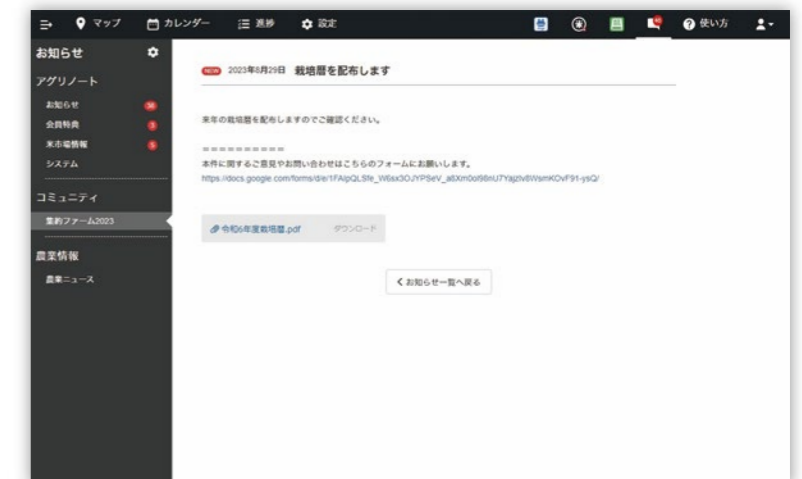 マップ カレンダー 進捗 設定 使い方
お知らせ
アグリノート
お知らせ 38
会員特典 3
米市場情報 5
システム
コミュニティ
集約ファーム2023
農業情報
農業ニュース
NEW 2023年8月29日 栽培暦を配布します
来年の栽培暦を配布しますのでご確認ください。
==========
本件に関するご意見やお問い合わせはこちらのフォームにお願いします。
令和6年度栽培暦.pdf ダウンロード
お知らせ一覧へ戻る